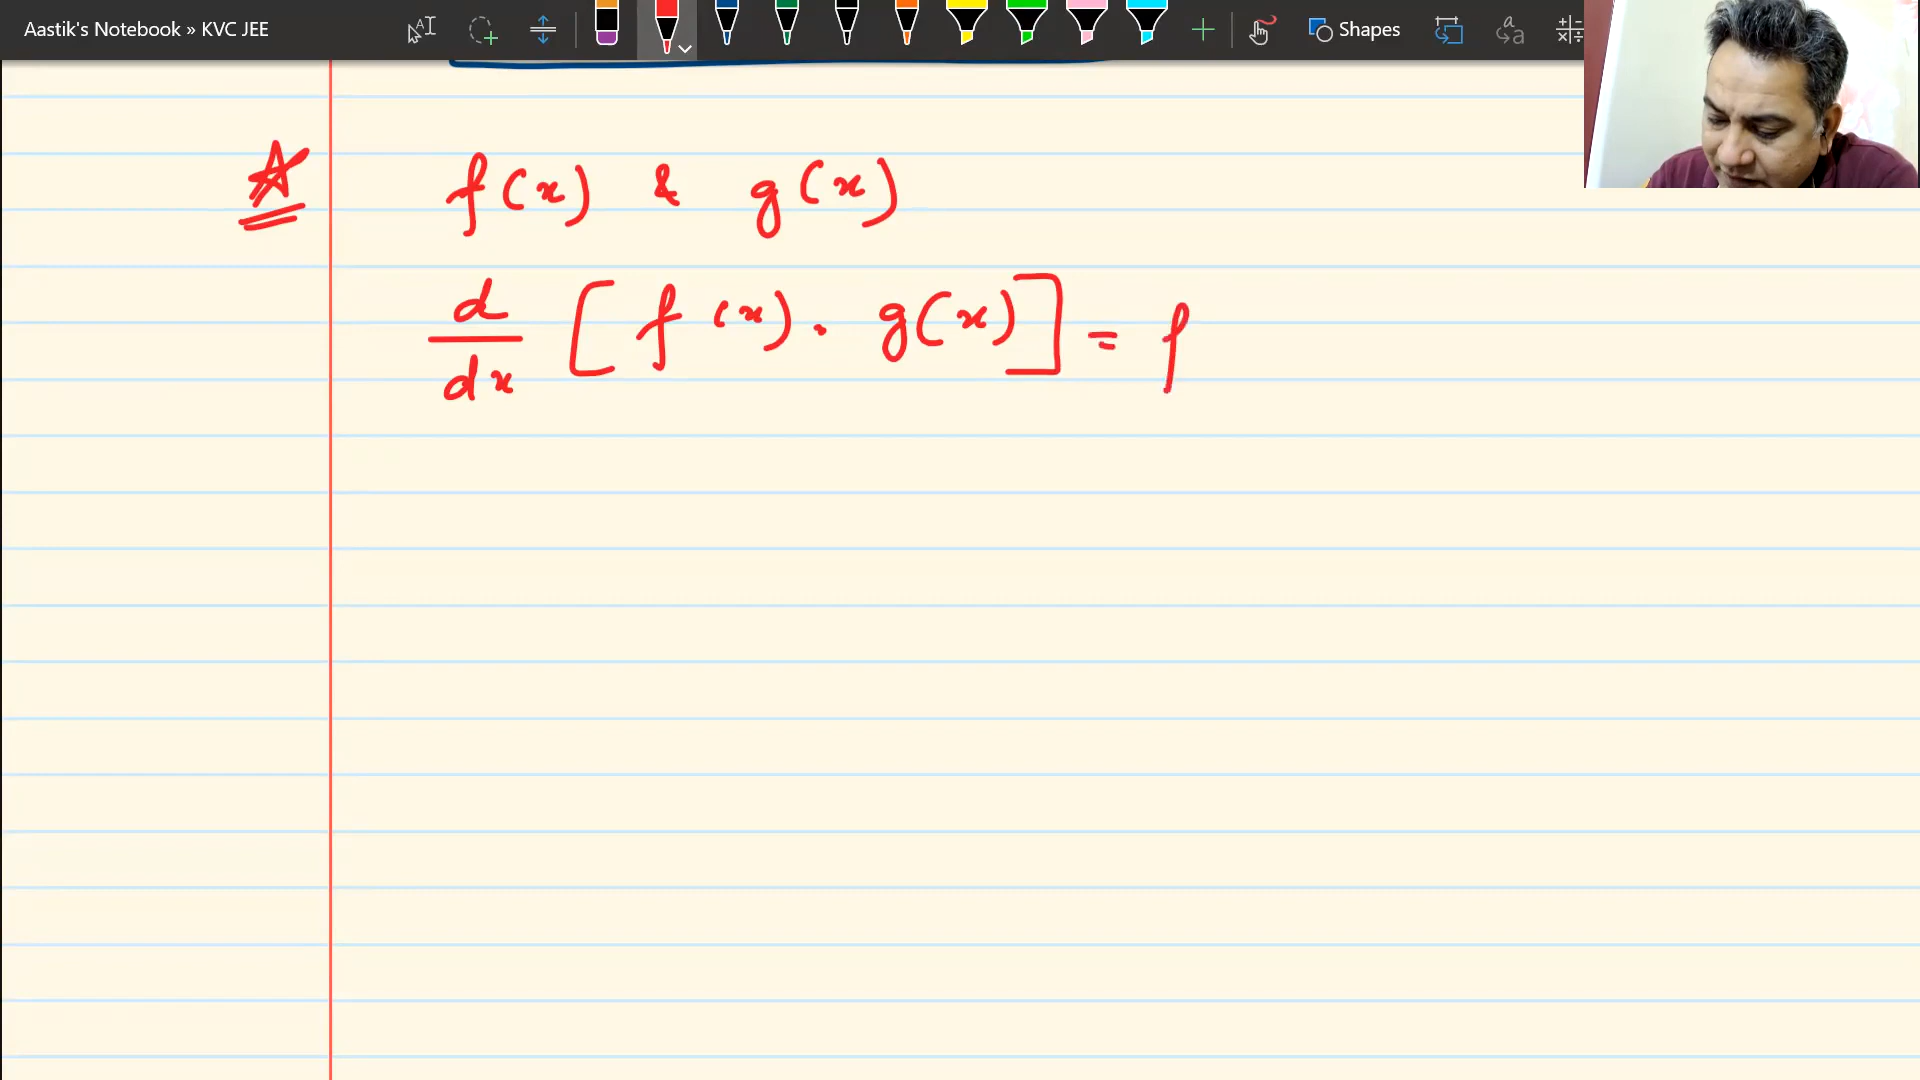 Aastik's Notebook » KVC JEE
Shapes
f(x) & g(x)
d/dx [f(x) . g(x)] = f